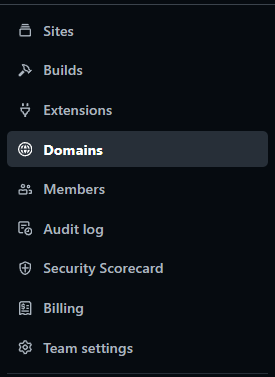 Sites
Builds
Extensions
Domains
Members
Audit log
Security Scorecard
Billing
Team settings